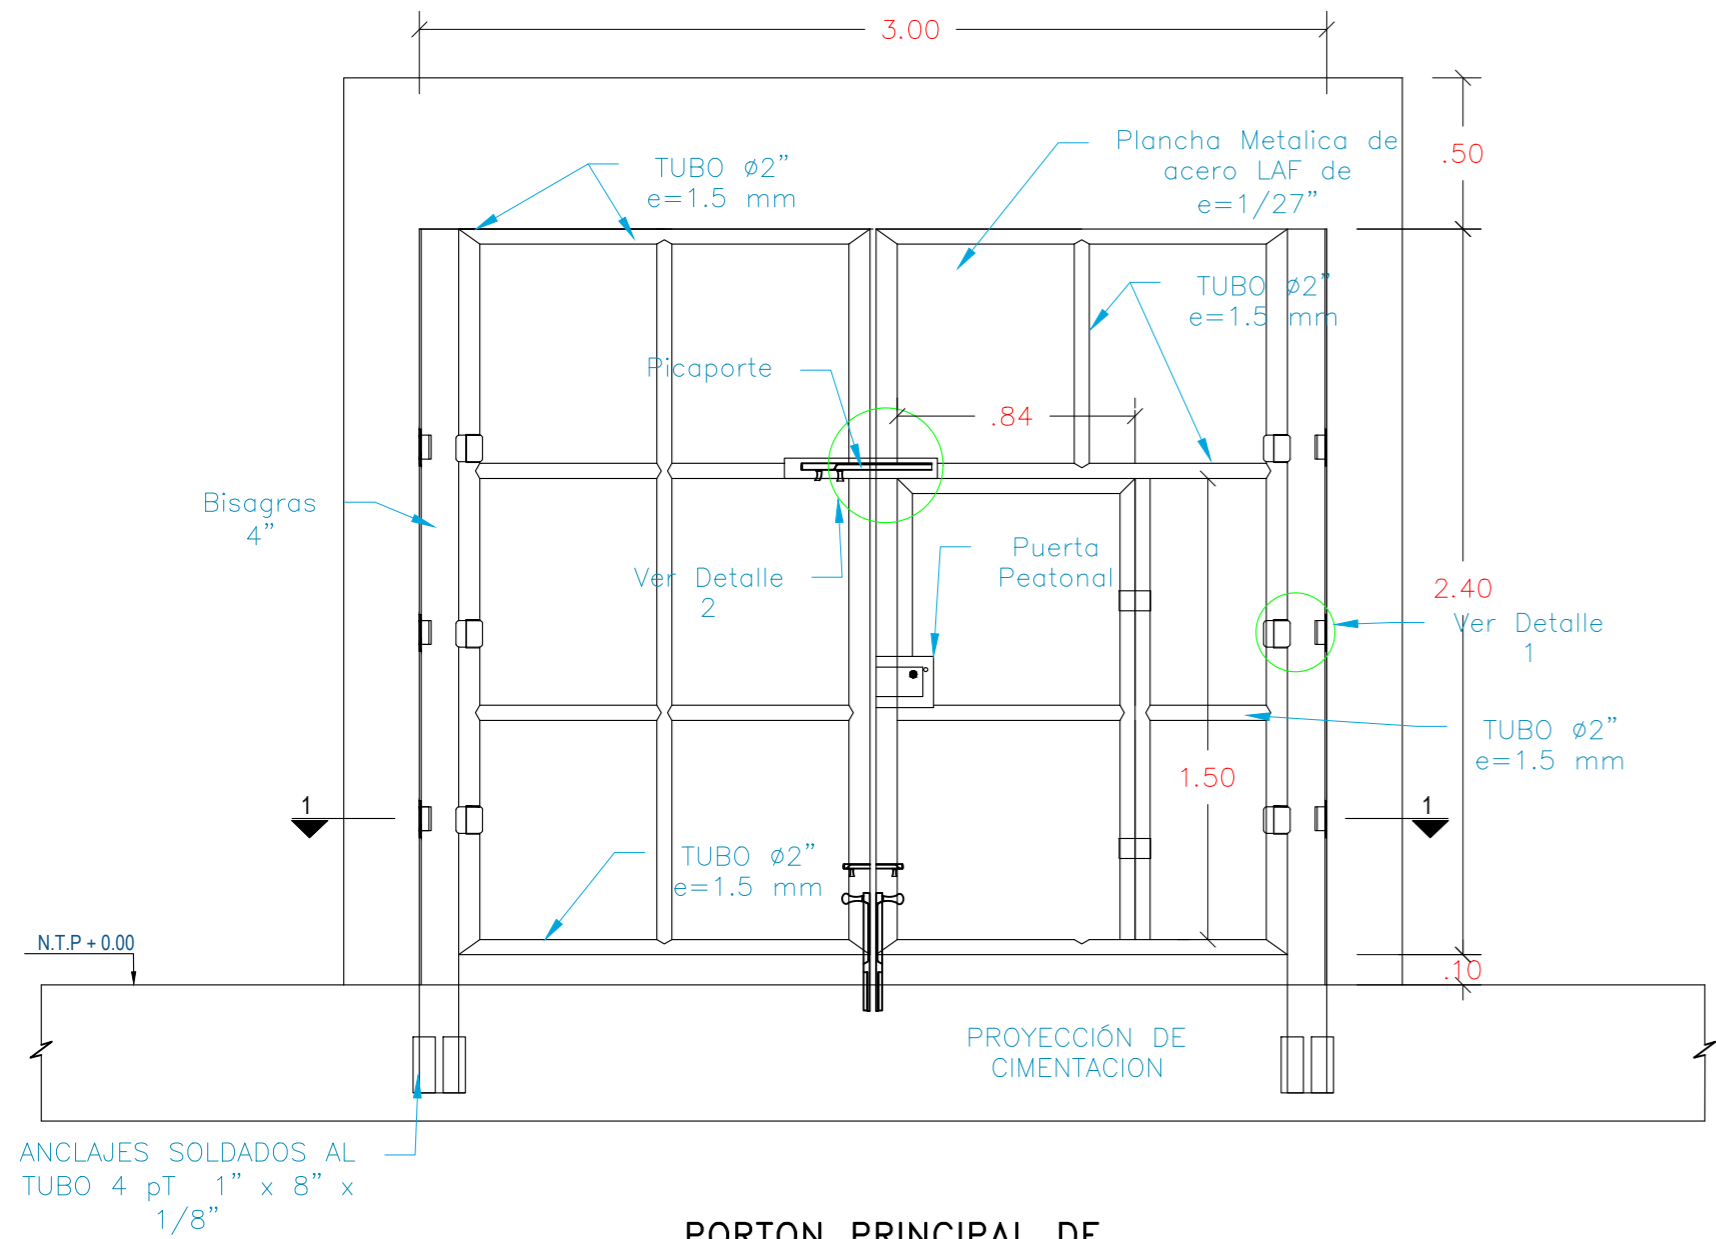 3.00
Plancha Metalica de
acero LAF de
e=1/27"
.50
TUBO ø2"
e=1.5 mm
TUBO ø2"
e=1.5 mm
Picaporte
.84
Bisagras
4"
Puerta
Peatonal
Ver Detalle
2
2.40
Ver Detalle
1
TUBO ø2"
e=1.5 mm
1.50
1
1
TUBO ø2"
e=1.5 mm
N.T.P + 0.00
.10
PROYECCIÓN DE
CIMENTACION
ANCLAJES SOLDADOS AL
TUBO 4 pT 1" x 8" x
1/8"
PORTON PRINCIPAL DE